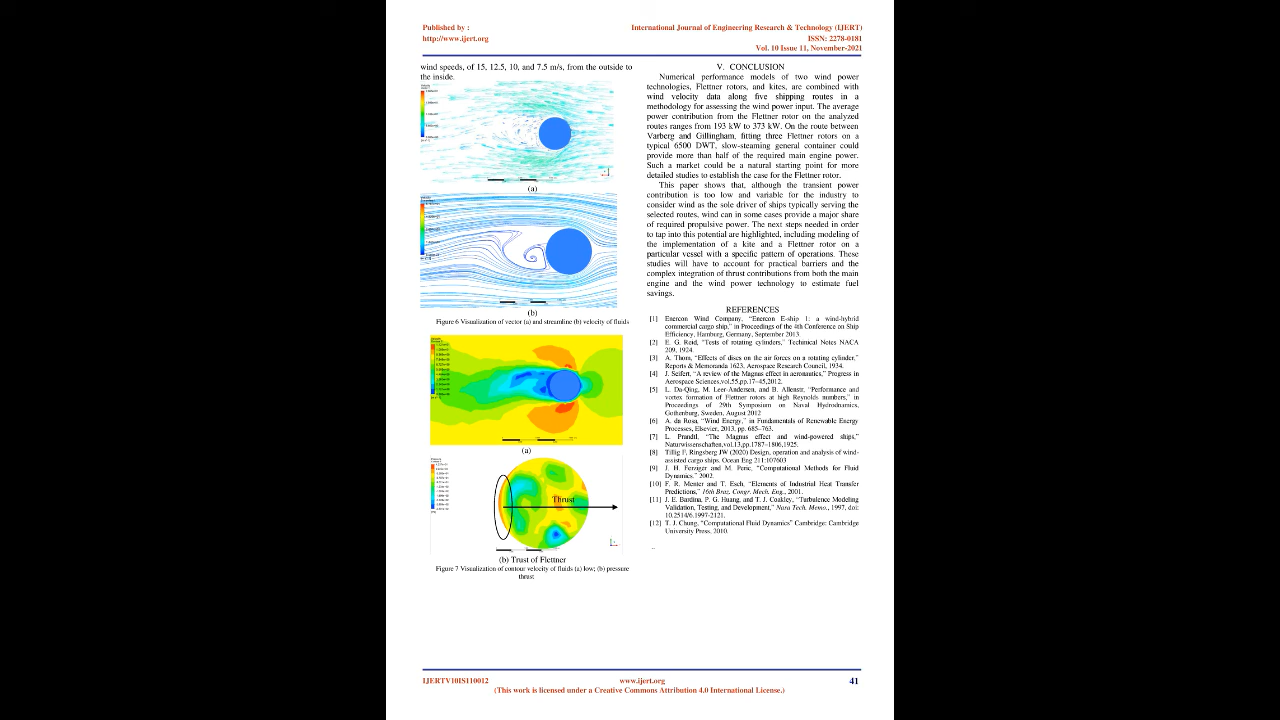 Published by :
http://www.ijert.org
International Journal of Engineering Research & Technology (IJERT)
ISSN: 2278-0181
Vol. 10 Issue 11, November-2021
wind speeds, of 15, 12.5, 10, and 7.5 m/s, from the outside to
the inside.
(a)
(b)
Figure 6 Visualization of vector (a) and streamline (b) velocity of fluids
(a)
Thrust
(b) Trust of Flettner
Figure 7 Visualization of contour velocity of fluids (a) low; (b) pressure
thrust
V. CONCLUSION
Numerical performance models of two wind power
technologies, Flettner rotors, and kites, are combined with
wind velocity data along five shipping routes in a
methodology for assessing the wind power input. The average
power contribution from the Flettner rotor on the analyzed
routes ranges from 193 kW to 373 kW. On the route between
Varberg and Gillingham, fitting three Flettner rotors on a
typical 6500 DWT, slow-steaming general container could
provide more than half of the required main engine power.
Such a market could be a natural starting point for more
detailed studies to establish the case for the Flettner rotor.
This paper shows that, although the transient power
contribution is too low and variable for the industry to
consider wind as the sole driver of ships typically serving the
selected routes, wind can in some cases provide a major share
of required propulsive power. The next steps needed in order
to tap into this potential are highlighted, including modeling of
the implementation of a kite and a Flettner rotor on a
particular vessel with a specific pattern of operations. These
studies will have to account for practical barriers and the
complex integration of thrust contributions from both the main
engine and the wind power technology to estimate fuel
savings.
REFERENCES
[1] Enercon Wind Company, “Enercon E-ship 1: a wind-hybrid
commercial cargo ship,” in Proceedings of the 4th Conference on Ship
Efficiency, Hamburg, Germany, September 2013.
[2] E. G. Reid, “Tests of rotating cylinders,” Technical Notes NACA
209, 1924.
[3] A. Thom, “Effects of discs on the air forces on a rotating cylinder,”
Reports & Memoranda 1623, Aerospace Research Council, 1934.
[4] J. Seifert, “A review of the Magnus effect in aeronautics,” Progress in
Aerospace Sciences,vol,55,pp.17–45,2012.
[5] L. Da-Qing, M. Leer-Andersen, and B. Allenstr, “Performance and
vortex formation of Flettner rotors at high Reynolds numbers,” in
Proceedings of 29th Symposium on Naval Hydrodnamics,
Gothenburg, Sweden, August 2012
[6] A. da Rosa, “Wind Energy,” in Fundamentals of Renewable Energy
Processes, Elsevier, 2013, pp. 685–763.
[7] L. Prandtl, “The Magnus effect and wind-powered ships,”
Naturwissenschaften,vol.13,pp.1787–1806,1925.
[8] Tillig F, Ringsberg JW (2020) Design, operation and analysis of wind-
assisted cargo ships. Ocean Eng 211:107603
[9] J. H. Ferziger and M. Peric, “Computational Methods for Fluid
Dynamics,” 2002.
[10] F. R. Menter and T. Esch, “Elements of Industrial Heat Transfer
Predictions,” 16th Braz. Congr. Mech. Eng., 2001.
[11] J. E. Bardina, P. G. Huang, and T. J. Coakley, “Turbulence Modeling
Validation, Testing, and Development,” Nasa Tech. Memo., 1997, doi:
10.2514/6.1997-2121.
[12] T. J. Chung, “Computational Fluid Dynamics” Cambridge: Cambridge
University Press, 2010.
IJERTV10IS110012
www.ijert.org
41
(This work is licensed under a Creative Commons Attribution 4.0 International License.)